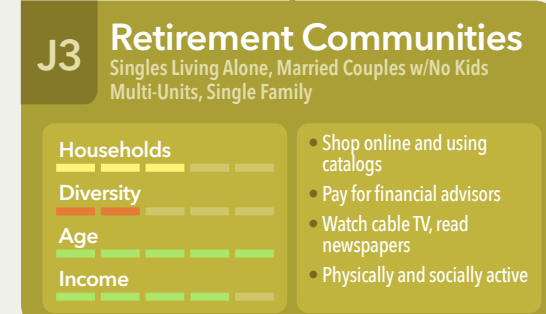 J3
Retirement Communities
Singles Living Alone, Married Couples w/No Kids
Multi-Units, Single Family
Households
Diversity
Age
Income
• Shop online and using
catalogs
• Pay for financial advisors
• Watch cable TV, read
newspapers
• Physically and socially active